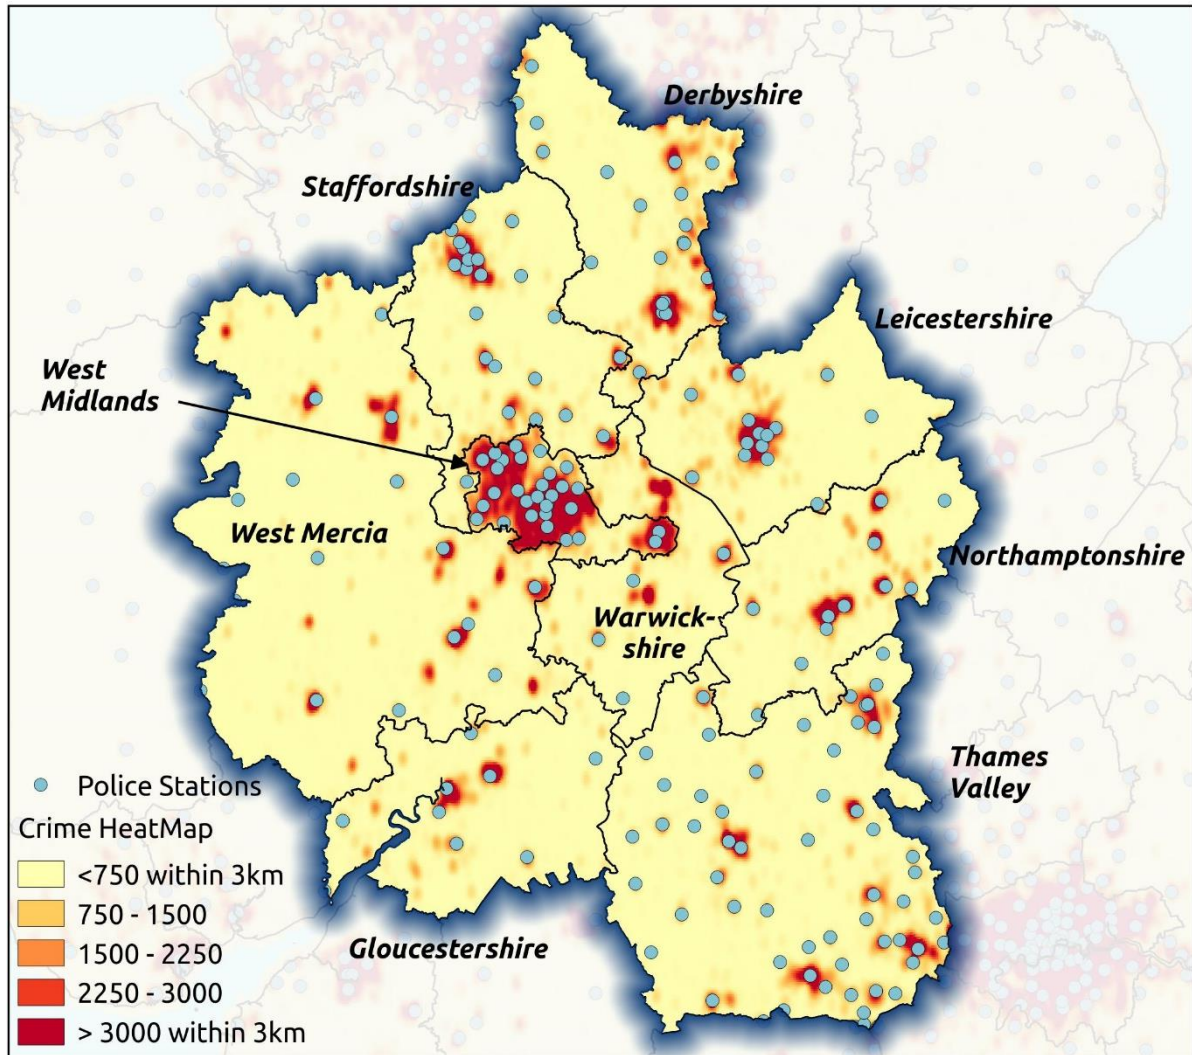 Derbyshire
Staffordshire
Leicestershire
West
Midlands
West Mercia
Northamptonshire
Warwick-
shire
Thames
Valley
Police Stations
Crime HeatMap
<750 within 3km
750 - 1500
1500 - 2250
2250 - 3000
> 3000 within 3km
Gloucestershire